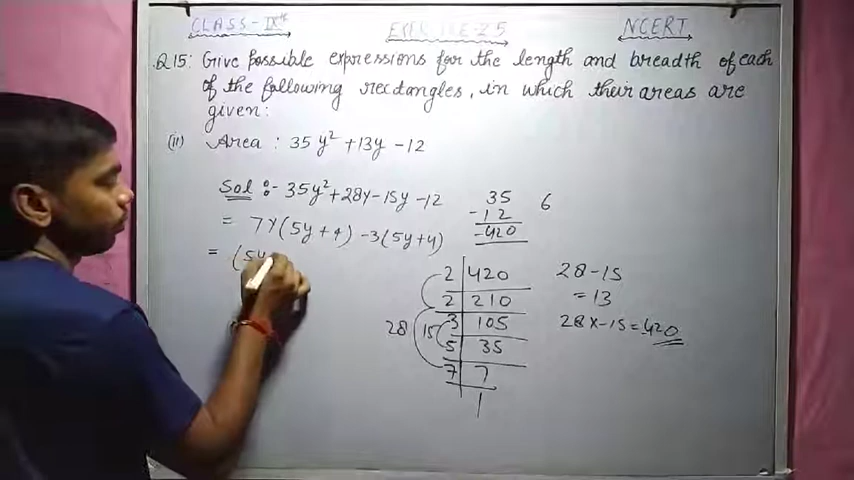 CLASS - IXth EXERCISE-2.5 NCERT
Q.15: Give possible expressions for the length and breadth of each
of the following rectangles, in which their areas are
given:
(ii) Area : 35y² + 13y - 12
Sol :- 35y² + 28y - 15y - 12
= 7y(5y + 4) - 3(5y + 4)
= (5y
35 6
-12
-420
2 420
2 210
3 105
5 35
7 7
1
28 15
28 - 15
= 13
28 x - 15 = 420